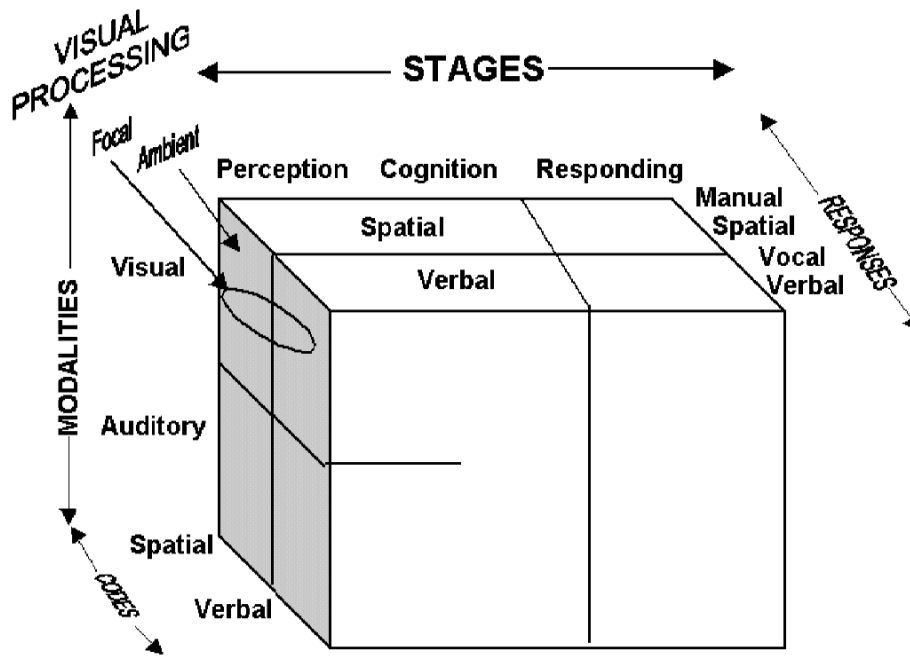 VISUAL
PROCESSING
STAGES
Focal
Ambient
Perception Cognition Responding
Manual
Spatial
Vocal
Verbal
RESPONSES
Spatial
Verbal
Visual
MODALITIES
Auditory
Spatial
Verbal
CODES